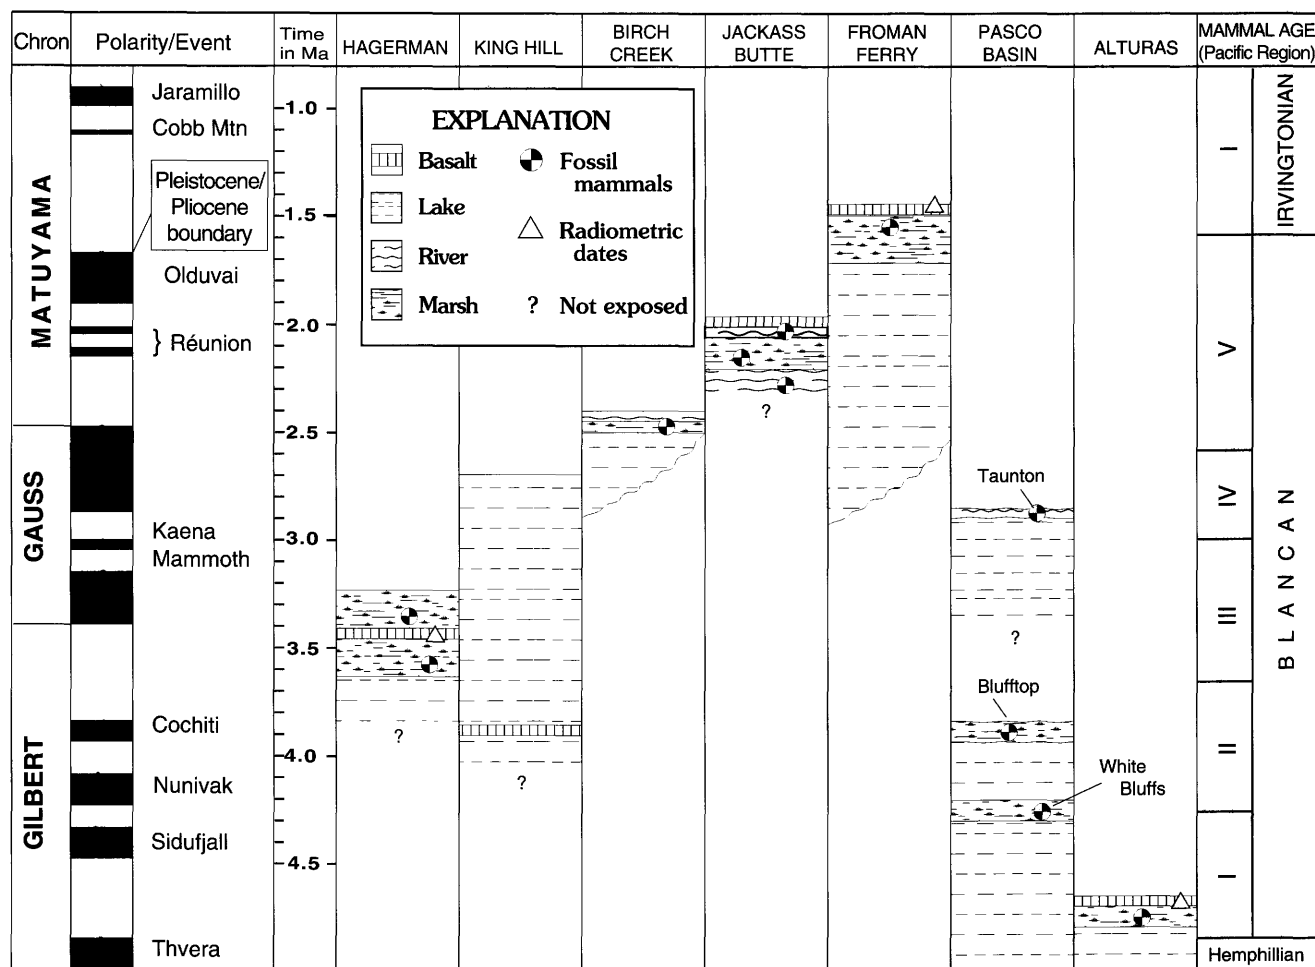 Chron
Polarity/Event
Time
in Ma
HAGERMAN
KING HILL
BIRCH
CREEK
JACKASS
BUTTE
FROMAN
FERRY
PASCO
BASIN
ALTURAS
MAMMAL AGE
(Pacific Region)
MATUYAMA
GAUSS
GILBERT
Jaramillo
Cobb Mtn
Pleistocene/
Pliocene
boundary
Olduvai
} Réunion
Kaena
Mammoth
Cochiti
Nunivak
Sidufjall
Thvera
1.0
1.5
2.0
2.5
3.0
3.5
4.0
4.5
EXPLANATION
Basalt
Lake
River
Marsh
Fossil
mammals
Radiometric
dates
? Not exposed
?
?
?
?
Taunton
Blufftop
White
Bluffs
I
V
IV
III
II
I
IRVINGTONIAN
BLANCAN
Hemphillian